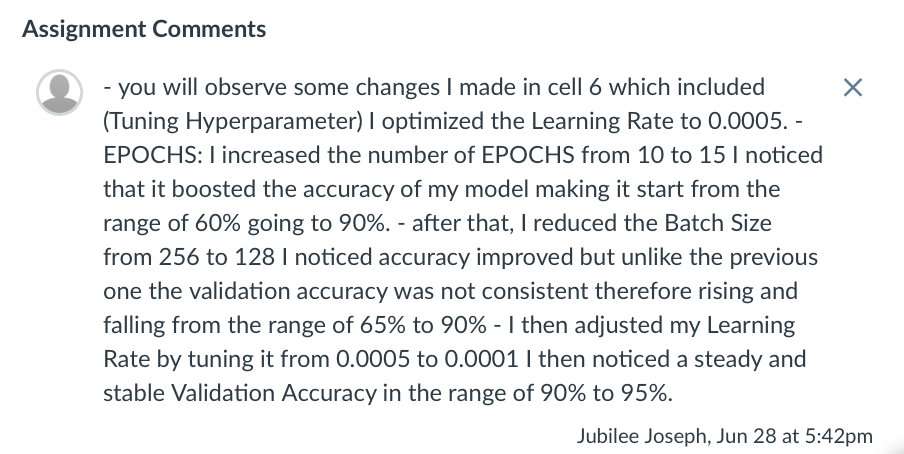 Assignment Comments
- you will observe some changes I made in cell 6 which included
(Tuning Hyperparameter) I optimized the Learning Rate to 0.0005. -
EPOCHS: I increased the number of EPOCHS from 10 to 15 I noticed
that it boosted the accuracy of my model making it start from the
range of 60% going to 90%. - after that, I reduced the Batch Size
from 256 to 128 I noticed accuracy improved but unlike the previous
one the validation accuracy was not consistent therefore rising and
falling from the range of 65% to 90% - I then adjusted my Learning
Rate by tuning it from 0.0005 to 0.0001 I then noticed a steady and
stable Validation Accuracy in the range of 90% to 95%.
Jubilee Joseph, Jun 28 at 5:42pm